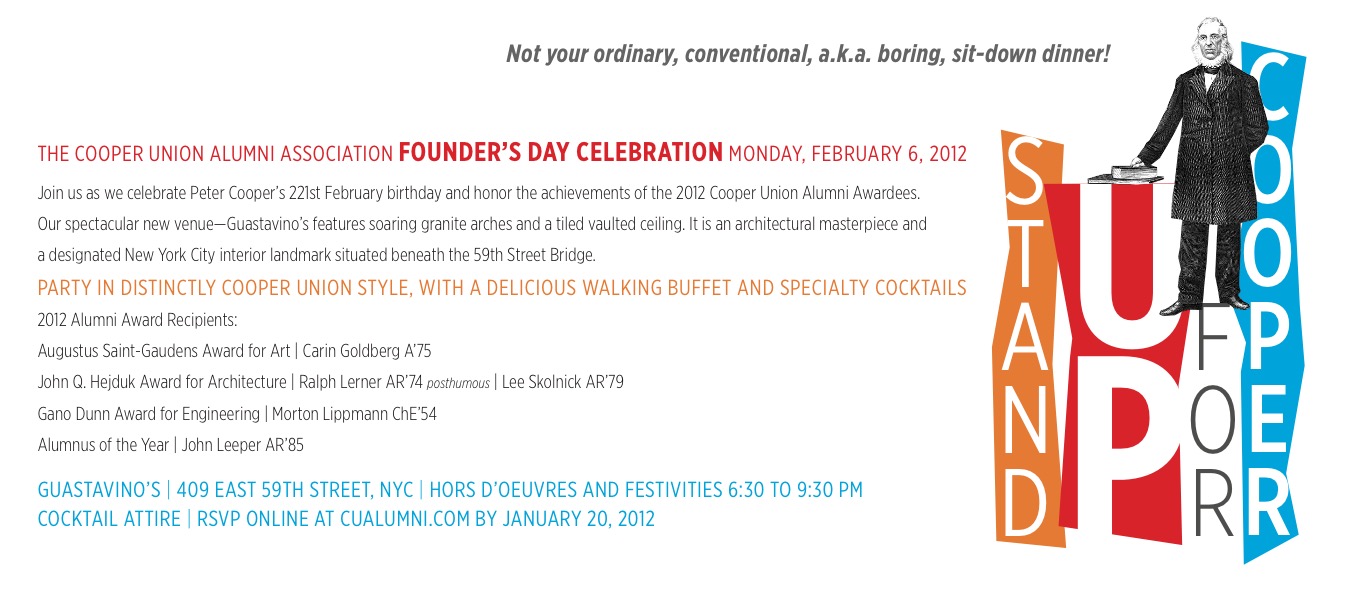 Not your ordinary, conventional, a.k.a. boring, sit-down dinner!
THE COOPER UNION ALUMNI ASSOCIATION FOUNDER'S DAY CELEBRATION MONDAY, FEBRUARY 6, 2012
Join us as we celebrate Peter Cooper's 221st February birthday and honor the achievements of the 2012 Cooper Union Alumni Awardees.
Our spectacular new venue—Guastavino's features soaring granite arches and a tiled vaulted ceiling. It is an architectural masterpiece and
a designated New York City interior landmark situated beneath the 59th Street Bridge.
PARTY IN DISTINCTLY COOPER UNION STYLE, WITH A DELICIOUS WALKING BUFFET AND SPECIALTY COCKTAILS
2012 Alumni Award Recipients:
Augustus Saint-Gaudens Award for Art | Carin Goldberg A'75
John Q. Hejduk Award for Architecture | Ralph Lerner AR'74 posthumous | Lee Skolnick AR'79
Gano Dunn Award for Engineering | Morton Lippmann ChE'54
Alumnus of the Year | John Leeper AR'85
GUASTAVINO'S | 409 EAST 59TH STREET, NYC | HORS D'OEUVRES AND FESTIVITIES 6:30 TO 9:30 PM
COCKTAIL ATTIRE | RSVP ONLINE AT CUALUMNI.COM BY JANUARY 20, 2012
STAND
UP
FOR
COOPER